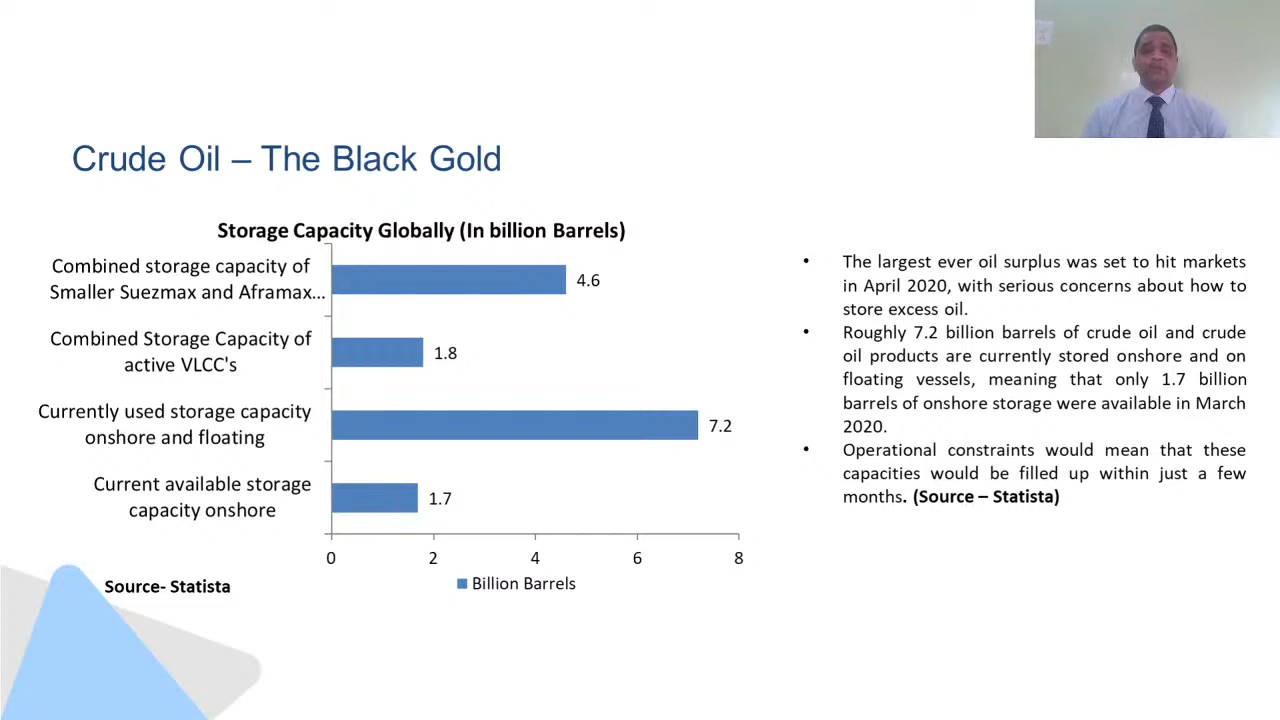 Crude Oil – The Black Gold
Storage Capacity Globally (In billion Barrels)
Combined storage capacity of
Smaller Suezmax and Aframax...
4.6
Combined Storage Capacity of
active VLCC's
1.8
Currently used storage capacity
onshore and floating
7.2
Current available storage
capacity onshore
1.7
0 2 4 6 8
Billion Barrels
Source- Statista
• The largest ever oil surplus was set to hit markets
in April 2020, with serious concerns about how to
store excess oil.
• Roughly 7.2 billion barrels of crude oil and crude
oil products are currently stored onshore and on
floating vessels, meaning that only 1.7 billion
barrels of onshore storage were available in March
2020.
• Operational constraints would mean that these
capacities would be filled up within just a few
months. (Source – Statista)